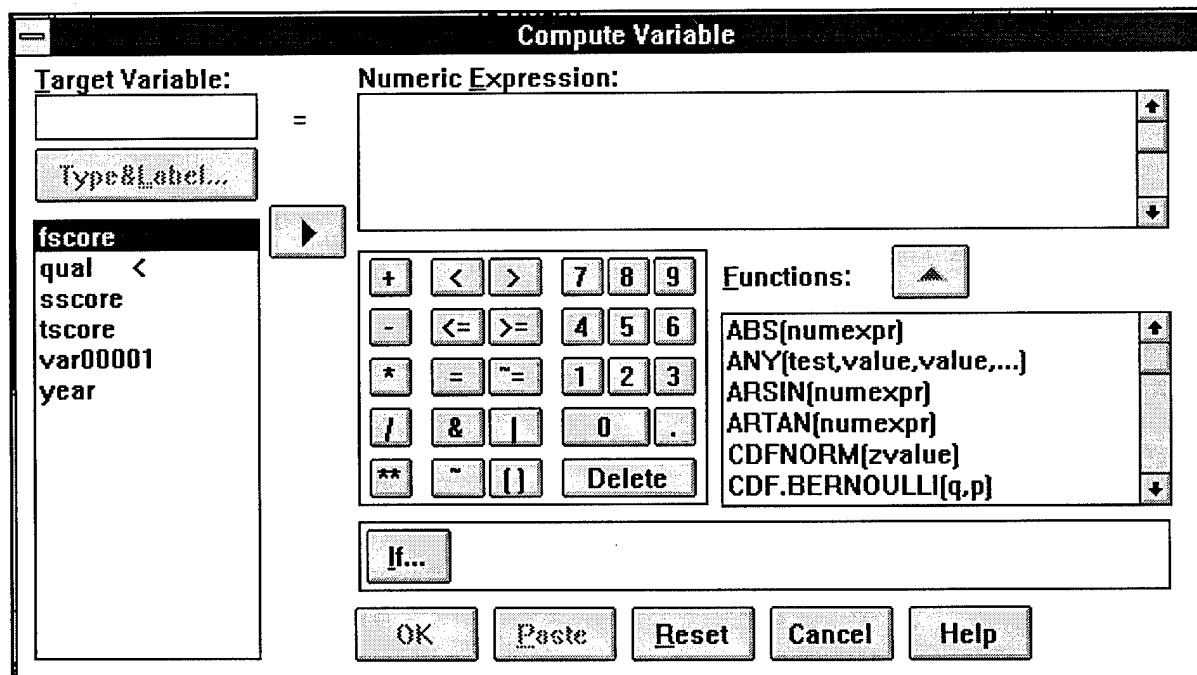 Compute Variable
Target Variable:
=
Numeric Expression:
Type&Label...
fscore
qual <
sscore
tscore
var00001
year
+ < > 7 8 9
- <= >= 4 5 6
* = ~= 1 2 3
/ & | 0 .
** ~ () Delete
Functions:
ABS(numexpr)
ANY(test,value,value,...)
ARSIN(numexpr)
ARTAN(numexpr)
CDFNORM(zvalue)
CDF.BERNOULLI(q,p)
If...
OK Paste Reset Cancel Help